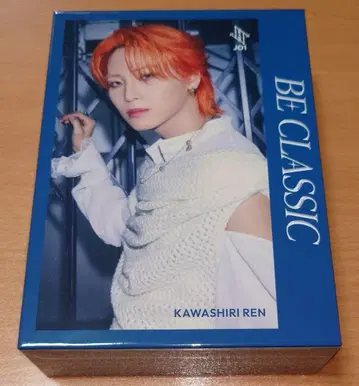 JO1
BE CLASSIC
KAWASHIRI REN